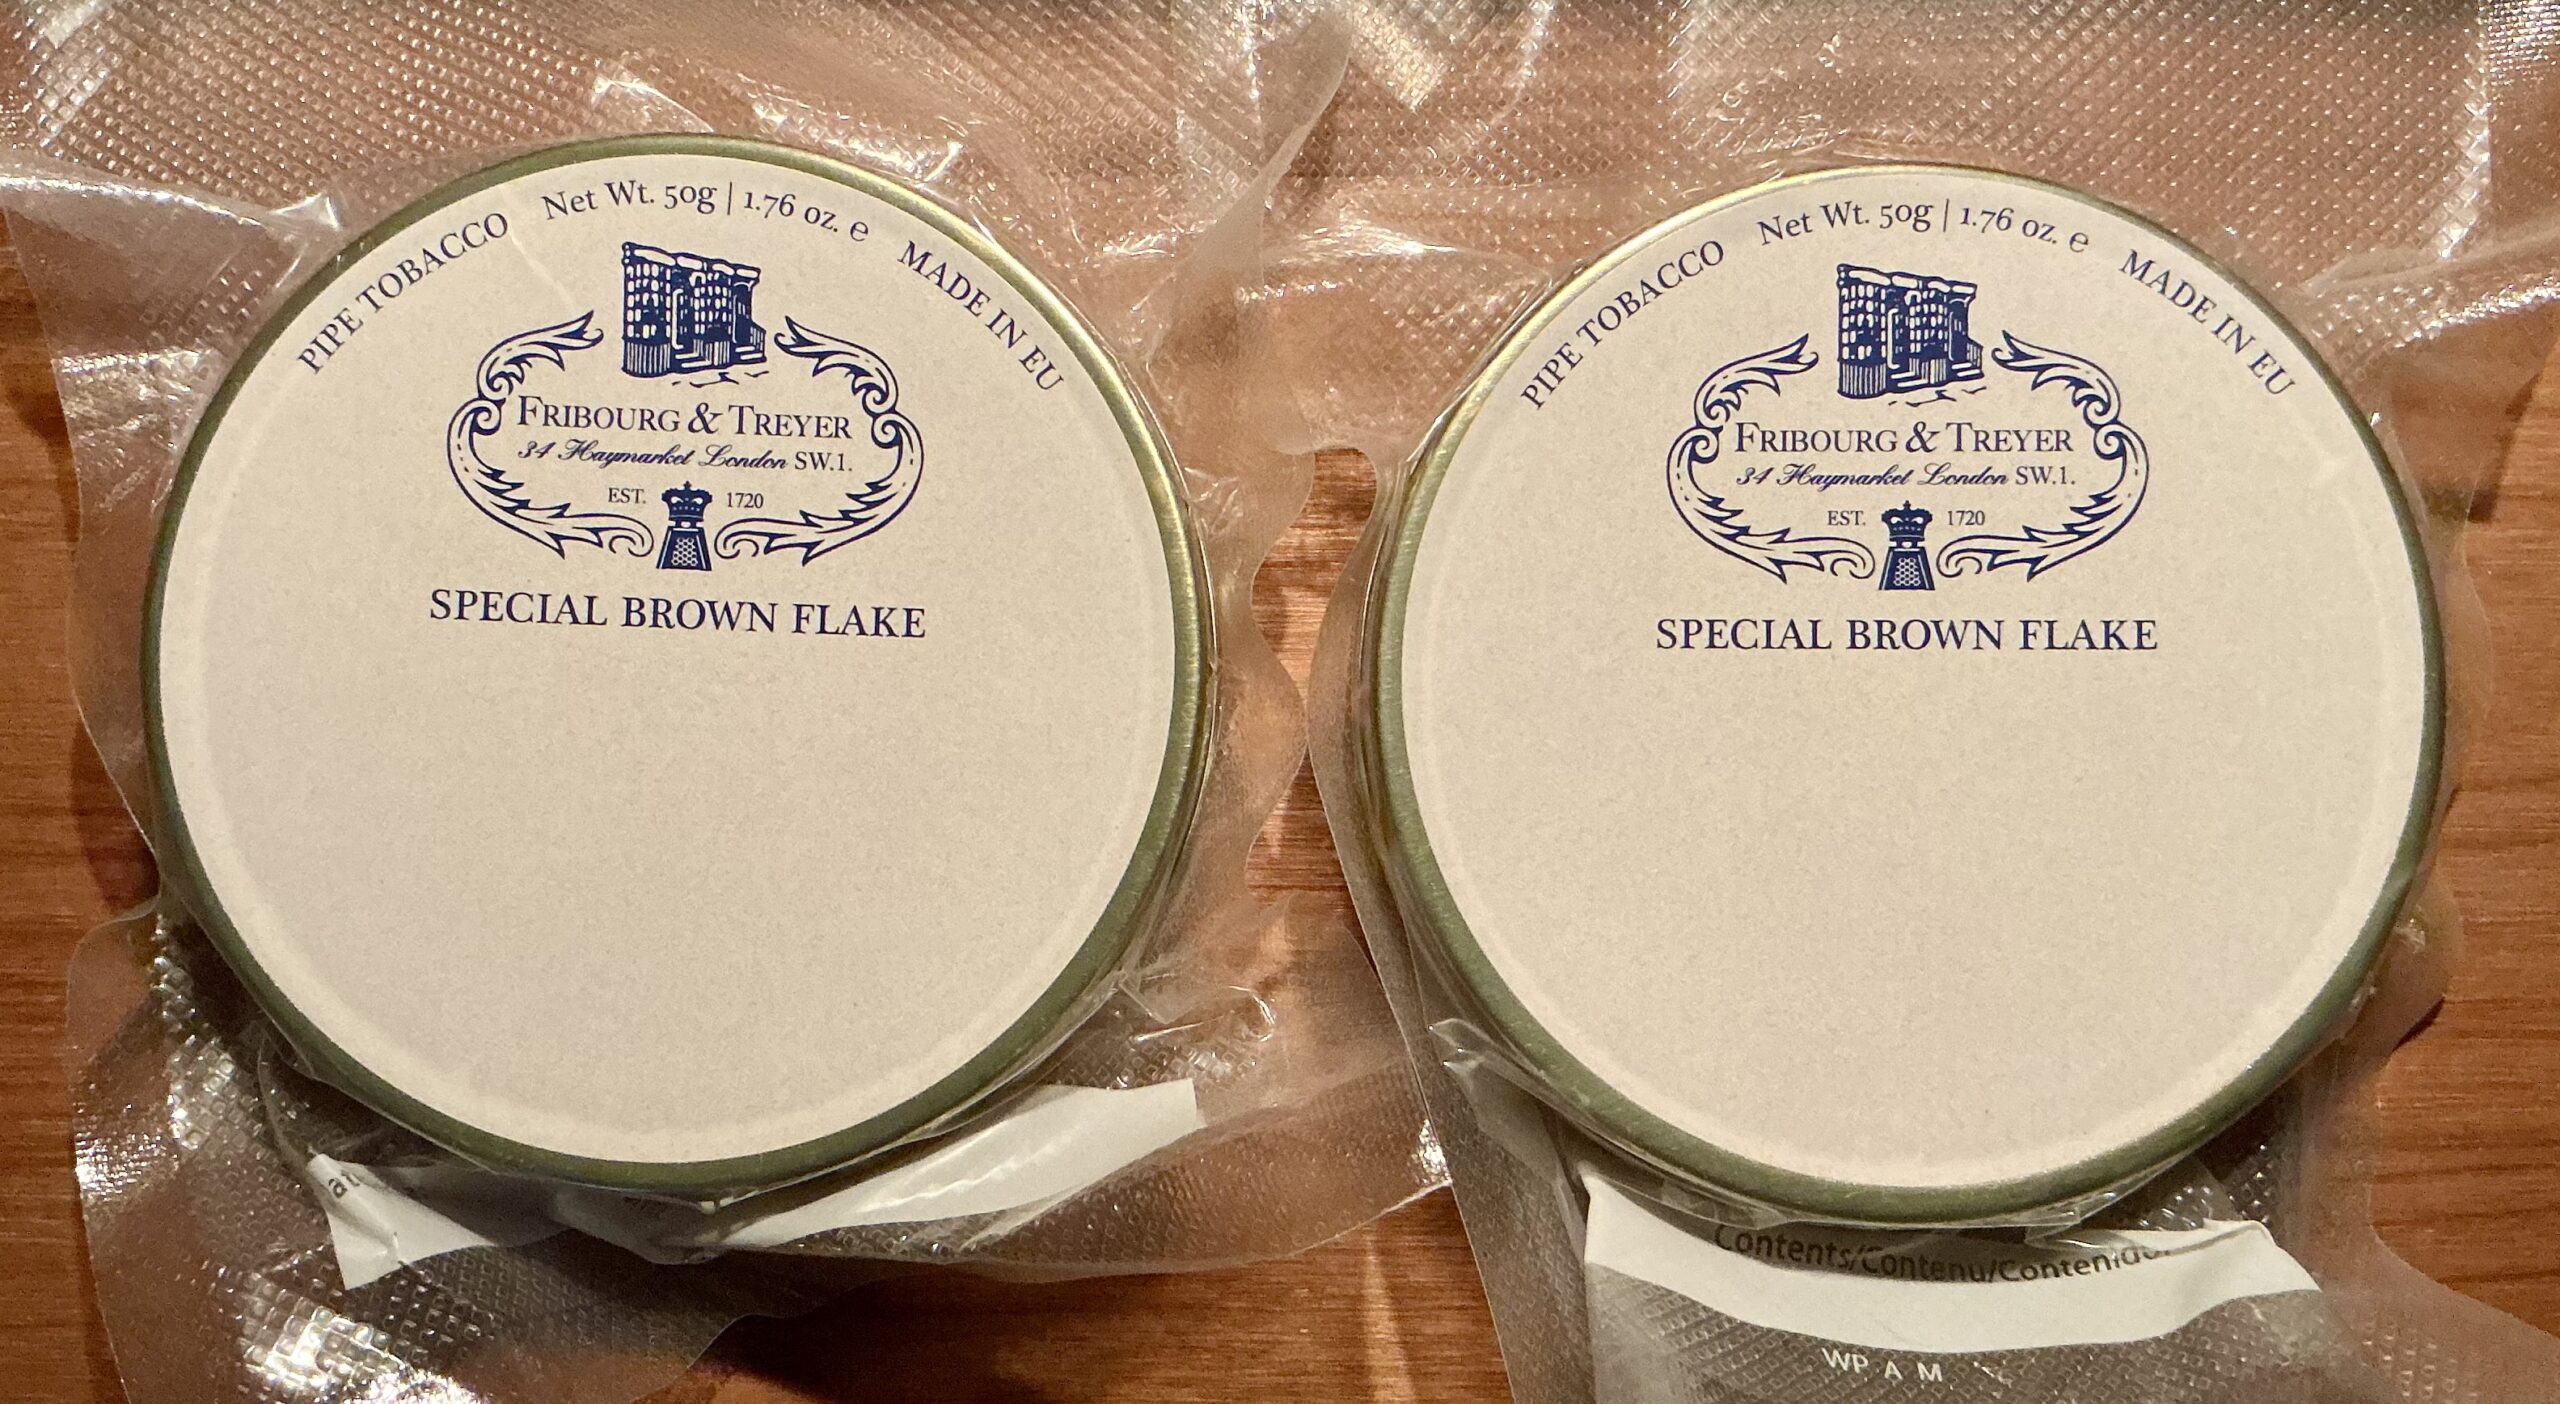 PIPE TOBACCO Net Wt. 50g | 1.76 oz. e MADE IN EU
FRIBOURG & TREYER
34 Haymarket London SW.1.
EST. 1720
SPECIAL BROWN FLAKE
PIPE TOBACCO Net Wt. 50g | 1.76 oz. e MADE IN EU
FRIBOURG & TREYER
34 Haymarket London SW.1.
EST. 1720
SPECIAL BROWN FLAKE
Contents/Contenu/Contenido: